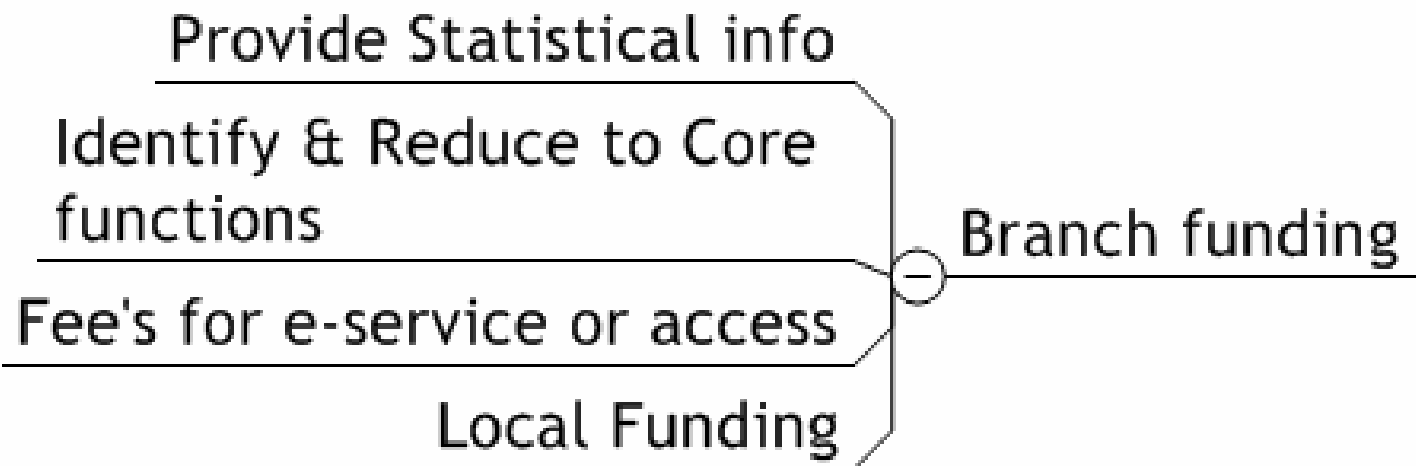 Provide Statistical info
Identify & Reduce to Core
functions
Branch funding
Fee's for e-service or access
Local Funding